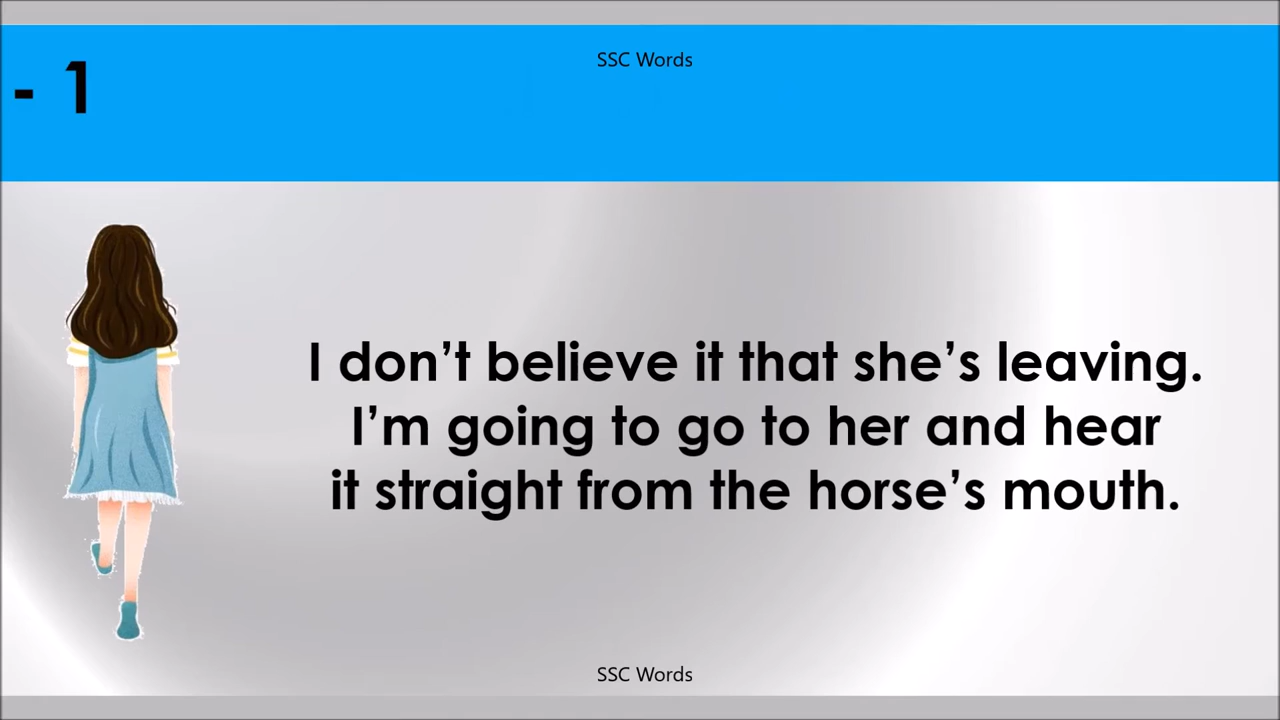 SSC Words
- 1
I don’t believe it that she’s leaving.
I’m going to go to her and hear
it straight from the horse’s mouth.
SSC Words